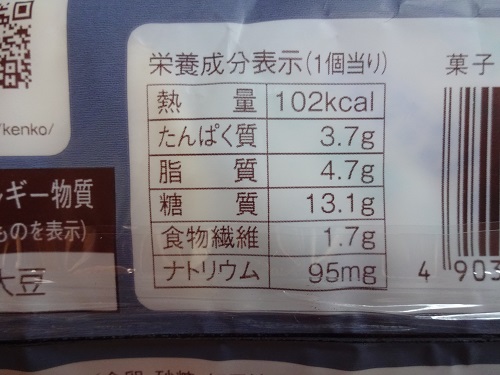 /kenko/
栄養成分表示(1個当り)
熱量 102kcal
たんぱく質 3.7g
脂質 4.7g
糖質 13.1g
食物繊維 1.7g
ナトリウム 95mg
菓子
4 903
ルギー物質
ものを表示)
大豆